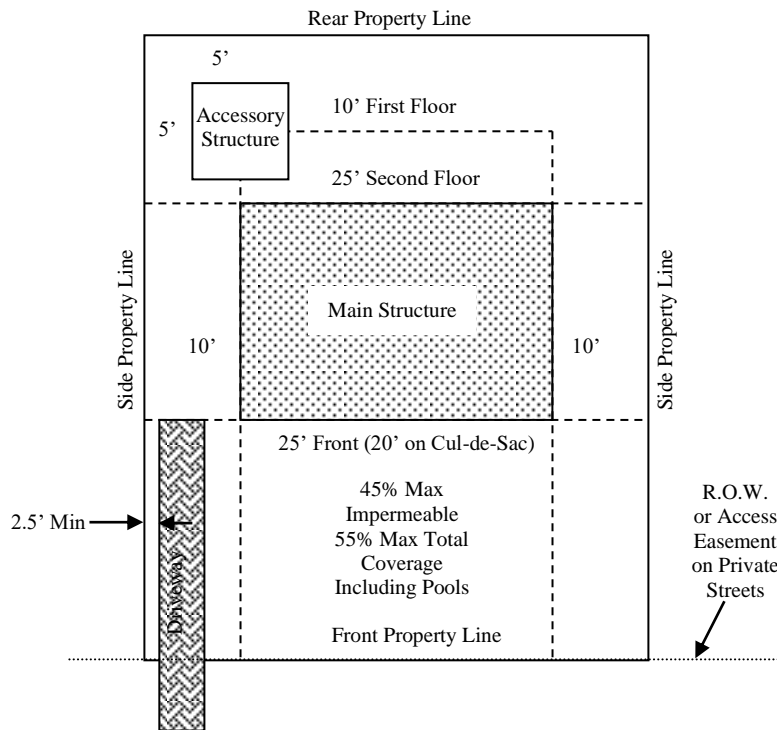 Rear Property Line
5’
Accessory
Structure
10’ First Floor
5’
25’ Second Floor
Side Property Line
Main Structure
Side Property Line
10’
10’
25’ Front (20’ on Cul-de-Sac)
45% Max
Impermeable
55% Max Total
Coverage
Including Pools
R.O.W.
or Access
Easement
on Private
Streets
2.5’ Min
Driveway
Front Property Line